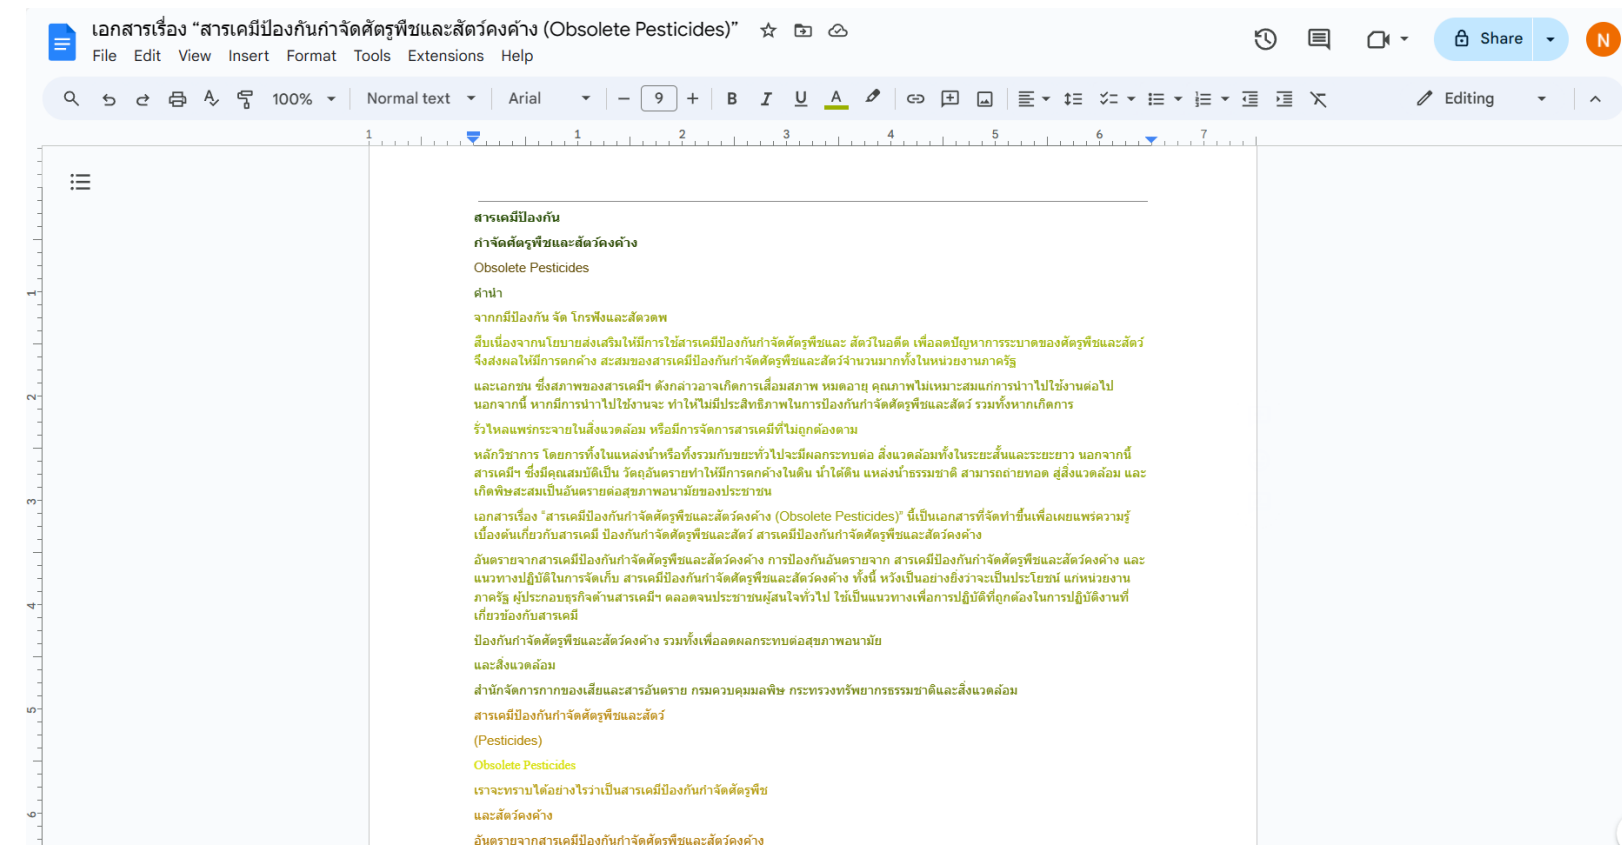 เอกสารเรื่อง “สารเคมีป้องกันกำจัดศัตรูพืชและสัตว์คงค้าง (Obsolete Pesticides)”
File Edit View Insert Format Tools Extensions Help
Share
N
100% Normal text Arial 9 B I U A Editing
1 1 2 3 4 5 6 7
สารเคมีป้องกัน
กำจัดศัตรูพืชและสัตว์คงค้าง
Obsolete Pesticides
คำนำ
จากกมีป้องกัน จัด โกรฟังและสัตวตพ
สืบเนื่องจากนโยบายส่งเสริมให้มีการใช้สารเคมีป้องกันกำจัดศัตรูพืชและ สัตว์ในอดีต เพื่อลดปัญหาการระบาดของศัตรูพืชและสัตว์
จึงส่งผลให้มีการตกค้าง สะสมของสารเคมีป้องกันกำจัดศัตรูพืชและสัตว์จำนวนมากทั้งในหน่วยงานภาครัฐ
และเอกชน ซึ่งสภาพของสารเคมีฯ ดังกล่าวอาจเกิดการเสื่อมสภาพ หมดอายุ คุณภาพไม่เหมาะสมแก่การนําาไปใช้งานต่อไป
นอกจากนี้ หากมีการนําาไปใช้งานจะ ทำให้ไม่มีประสิทธิภาพในการป้องกันกำจัดศัตรูพืชและสัตว์ รวมทั้งหากเกิดการ
รั่วไหลแพร่กระจายในสิ่งแวดล้อม หรือมีการจัดการสารเคมีที่ไม่ถูกต้องตาม
หลักวิชาการ โดยการทิ้งในแหล่งน้ำหรือทิ้งรวมกับขยะทั่วไปจะมีผลกระทบต่อ สิ่งแวดล้อมทั้งในระยะสั้นและระยะยาว นอกจากนี้
สารเคมีฯ ซึ่งมีคุณสมบัติเป็น วัตถุอันตรายทำให้มีการตกค้างในดิน น้ำใต้ดิน แหล่งน้ำธรรมชาติ สามารถถ่ายทอด สู่สิ่งแวดล้อม และ
เกิดพิษสะสมเป็นอันตรายต่อสุขภาพอนามัยของประชาชน
เอกสารเรื่อง “สารเคมีป้องกันกำจัดศัตรูพืชและสัตว์คงค้าง (Obsolete Pesticides)” นี้เป็นเอกสารที่จัดทำขึ้นเพื่อเผยแพร่ความรู้
เบื้องต้นเกี่ยวกับสารเคมี ป้องกันกำจัดศัตรูพืชและสัตว์ สารเคมีป้องกันกำจัดศัตรูพืชและสัตว์คงค้าง
อันตรายจากสารเคมีป้องกันกำจัดศัตรูพืชและสัตว์คงค้าง การป้องกันอันตรายจาก สารเคมีป้องกันกำจัดศัตรูพืชและสัตว์คงค้าง และ
แนวทางปฏิบัติในการจัดเก็บ สารเคมีป้องกันกำจัดศัตรูพืชและสัตว์คงค้าง ทั้งนี้ หวังเป็นอย่างยิ่งว่าจะเป็นประโยชน์ แก่หน่วยงาน
ภาครัฐ ผู้ประกอบธุรกิจด้านสารเคมีฯ ตลอดจนประชาชนผู้สนใจทั่วไป ใช้เป็นแนวทางเพื่อการปฏิบัติที่ถูกต้องในการปฏิบัติงานที่
เกี่ยวข้องกับสารเคมี
ป้องกันกำจัดศัตรูพืชและสัตว์คงค้าง รวมทั้งเพื่อลดผลกระทบต่อสุขภาพอนามัย
และสิ่งแวดล้อม
สำนักจัดการกากของเสียและสารอันตราย กรมควบคุมมลพิษ กระทรวงทรัพยากรธรรมชาติและสิ่งแวดล้อม
สารเคมีป้องกันกำจัดศัตรูพืชและสัตว์
(Pesticides)
Obsolete Pesticides
เราจะทราบได้อย่างไรว่าเป็นสารเคมีป้องกันกำจัดศัตรูพืช
และสัตว์คงค้าง
อันตรายจากสารเคมีป้องกันกำจัดศัตรูพืชและสัตว์คงค้าง
1
2
3
4
5
6